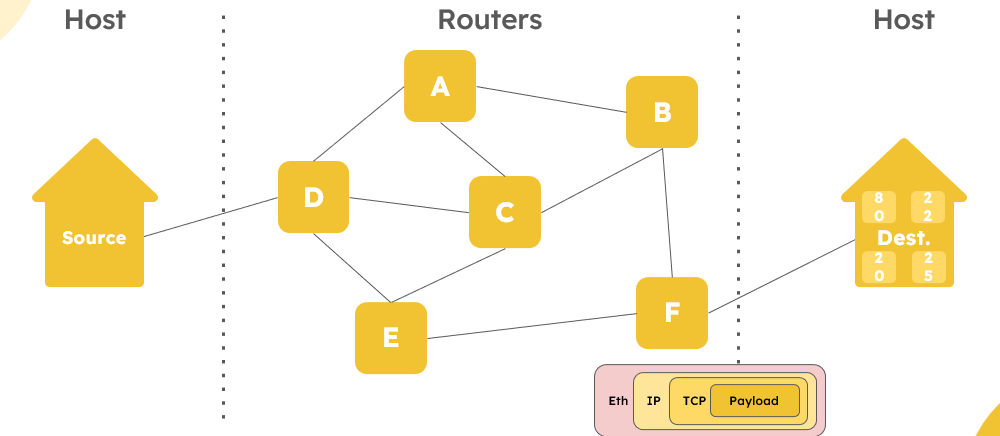 Host
Routers
Host
A
B
D
C
Source
8
0
2
2
Dest.
2
0
2
5
E
F
Eth IP TCP Payload